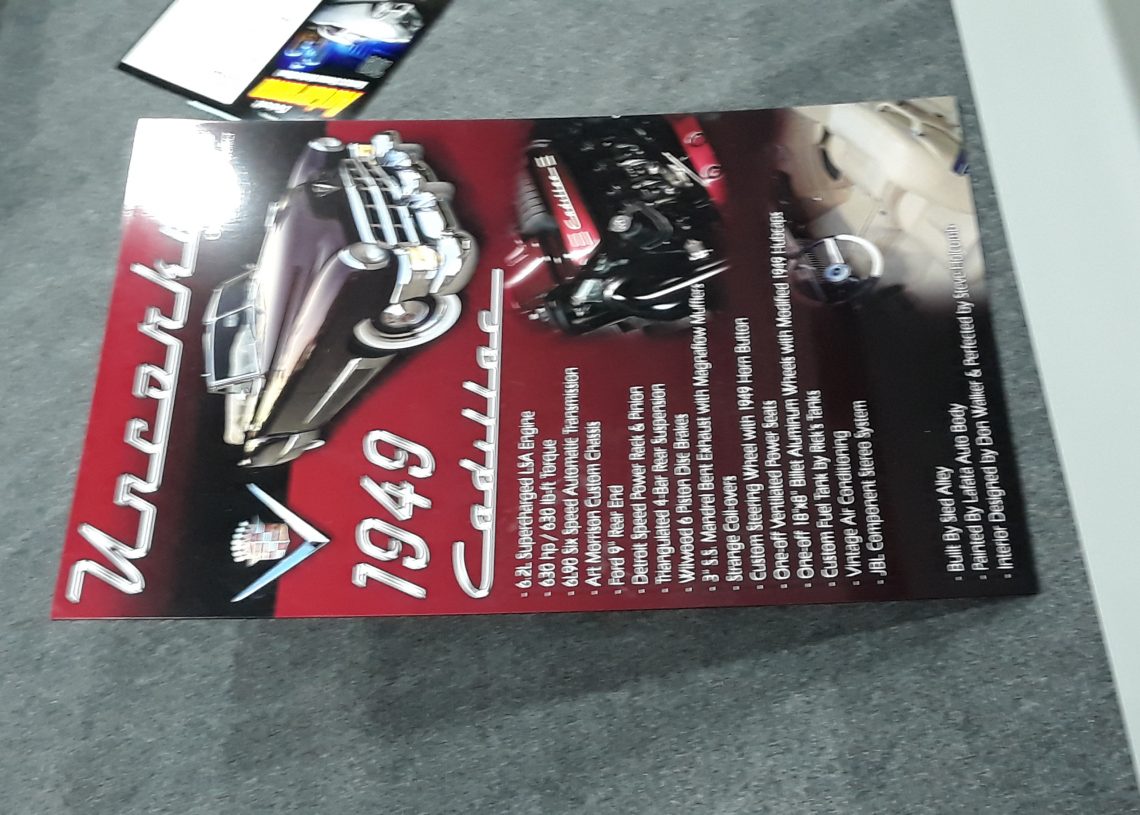 1949
Cadillac
6.2L Supercharged LSA Engine
630 hp / 630 lb-ft Torque
6L90 Six Speed Automatic Transmission
Art Morrison Custom Chassis
Ford 9" Rear End
Detroit Speed Power Rack & Pinion
Triangulated 4-Bar Rear Suspension
Wilwood 6 Piston Disc Brakes
3" S.S. Mandrel Bent Exhaust with Magnaflow Mufflers
Strange Coil-overs
Custom Steering Wheel with 1949 Horn Button
One-off Ventilated Power Seats
One-off 18"x8" Billet Aluminum Wheels with Modified 1949 Hubcaps
Custom Fuel Tank by Rick's Tanks
Vintage Air Conditioning
JBL Component Stereo System
Built By Sled Alley
Painted By Lafata Auto Body
Interior Designed by Don Walker & Perfected by Steve Holcomb
Cadillac